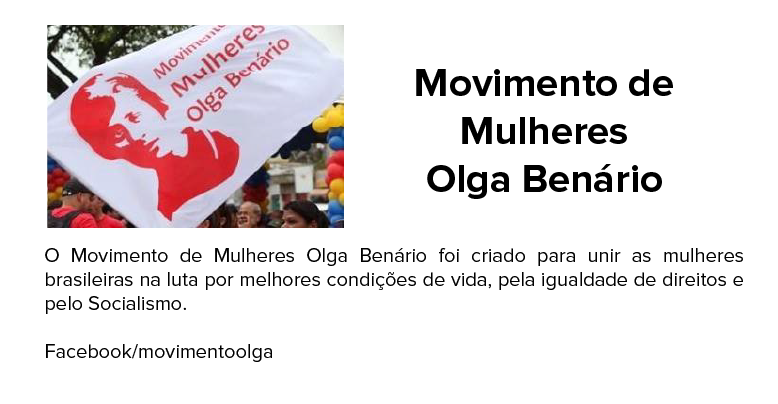 Movimento
Mulheres
Olga Benário
Movimento de
Mulheres
Olga Benário
O Movimento de Mulheres Olga Benário foi criado para unir as mulheres
brasileiras na luta por melhores condições de vida, pela igualdade de direitos e
pelo Socialismo.
Facebook/movimentoolga